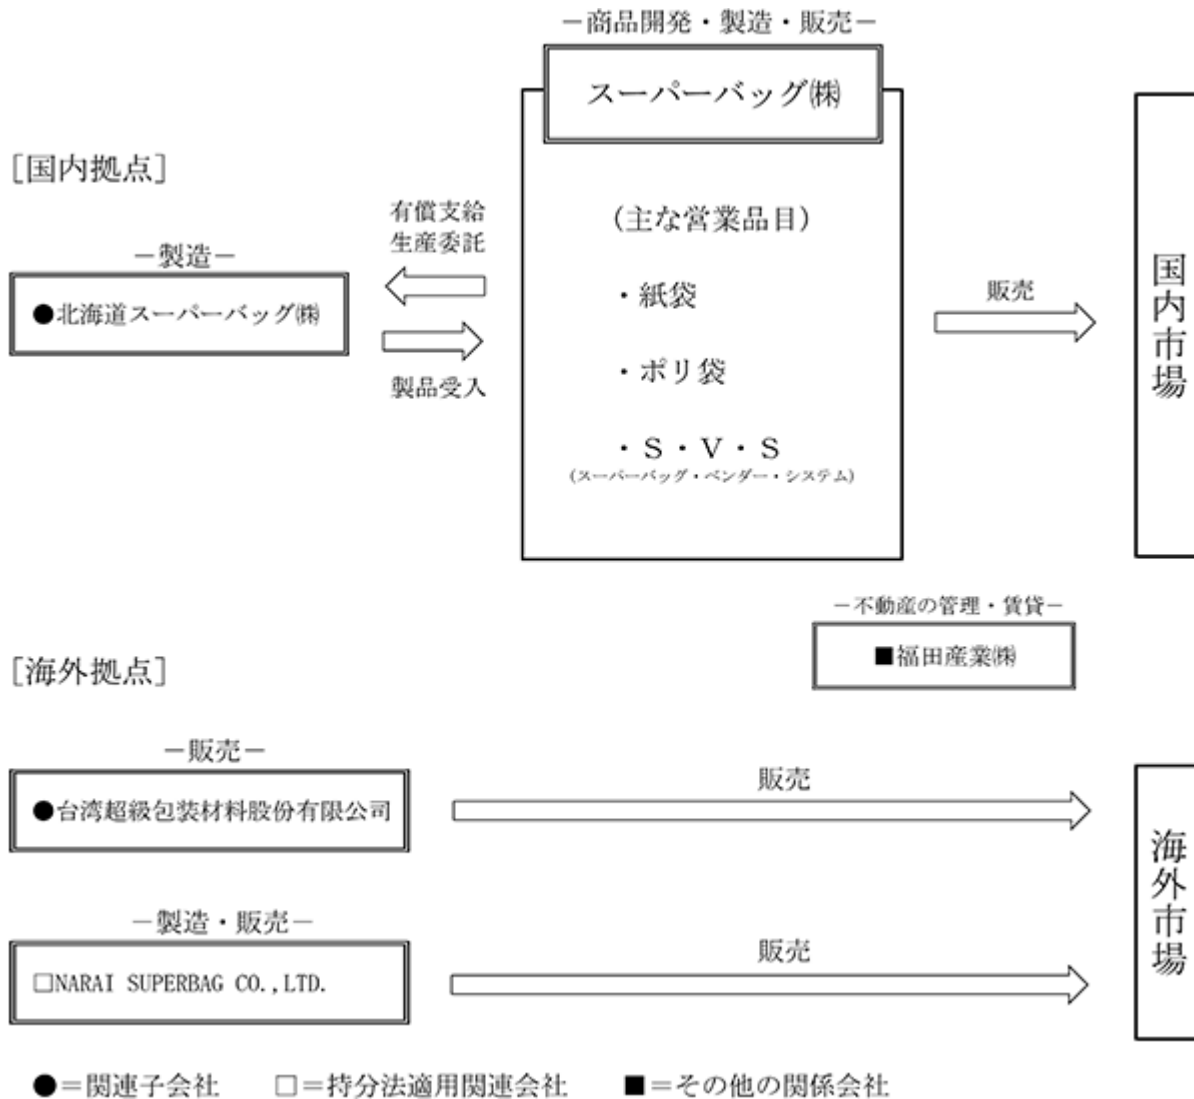 －商品開発・製造・販売－
スーパーバッグ㈱
［国内拠点］
有償支給
生産委託
－製造－
●北海道スーパーバッグ㈱
製品受入
（主な営業品目）
・紙袋
・ポリ袋
・Ｓ・Ｖ・Ｓ
（スーパーバッグ・ベンダー・システム）
販売
国内市場
－不動産の管理・賃貸－
■福田産業㈱
［海外拠点］
－販売－
●台湾超級包装材料股份有限公司
販売
－製造・販売－
□NARAI SUPERBAG CO.,LTD.
販売
海外市場
●＝関連子会社　□＝持分法適用関連会社　■＝その他の関係会社